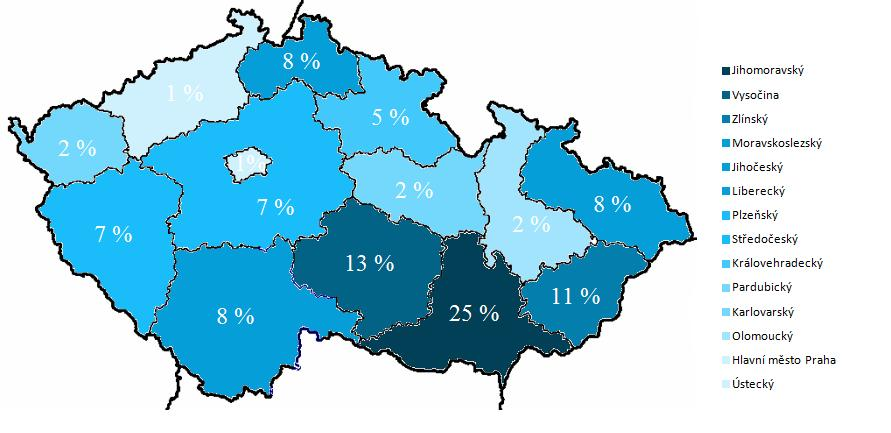 8 %
1 %
5 %
2 %
1%
2 %
7 %
8 %
2 %
7 %
13 %
11 %
25 %
8 %
Jihomoravský
Vysočina
Zlínský
Moravskoslezský
Jihočeský
Liberecký
Plzeňský
Středočeský
Královehradecký
Pardubický
Karlovarský
Olomoucký
Hlavní město Praha
Ústecký